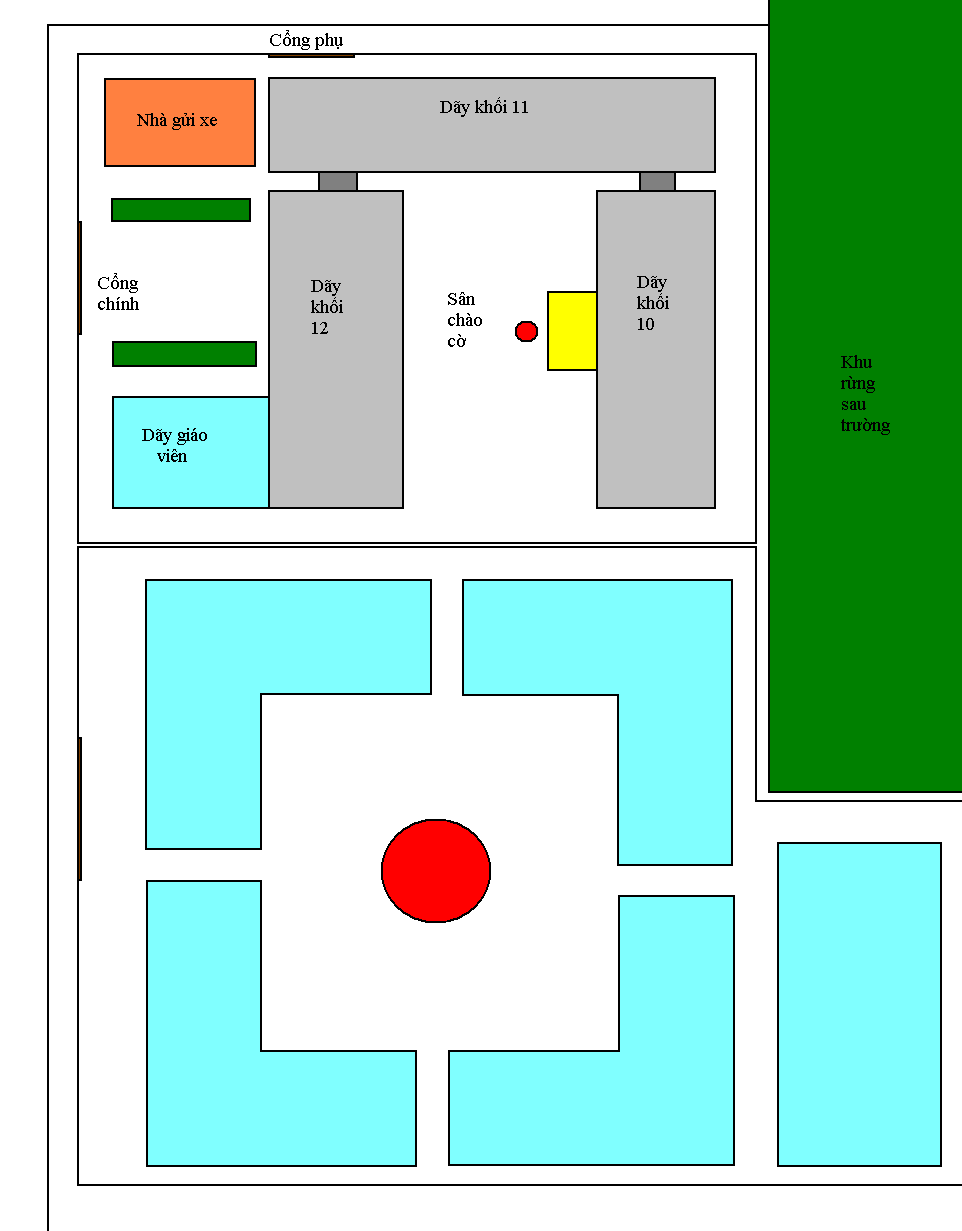 Cổng phụ
Nhà gửi xe
Dãy khối 11
Cổng
chính
Dãy
khối
12
Sân
chào
cờ
Dãy
khối
10
Khu
rừng
sau
trường
Dãy giáo
viên